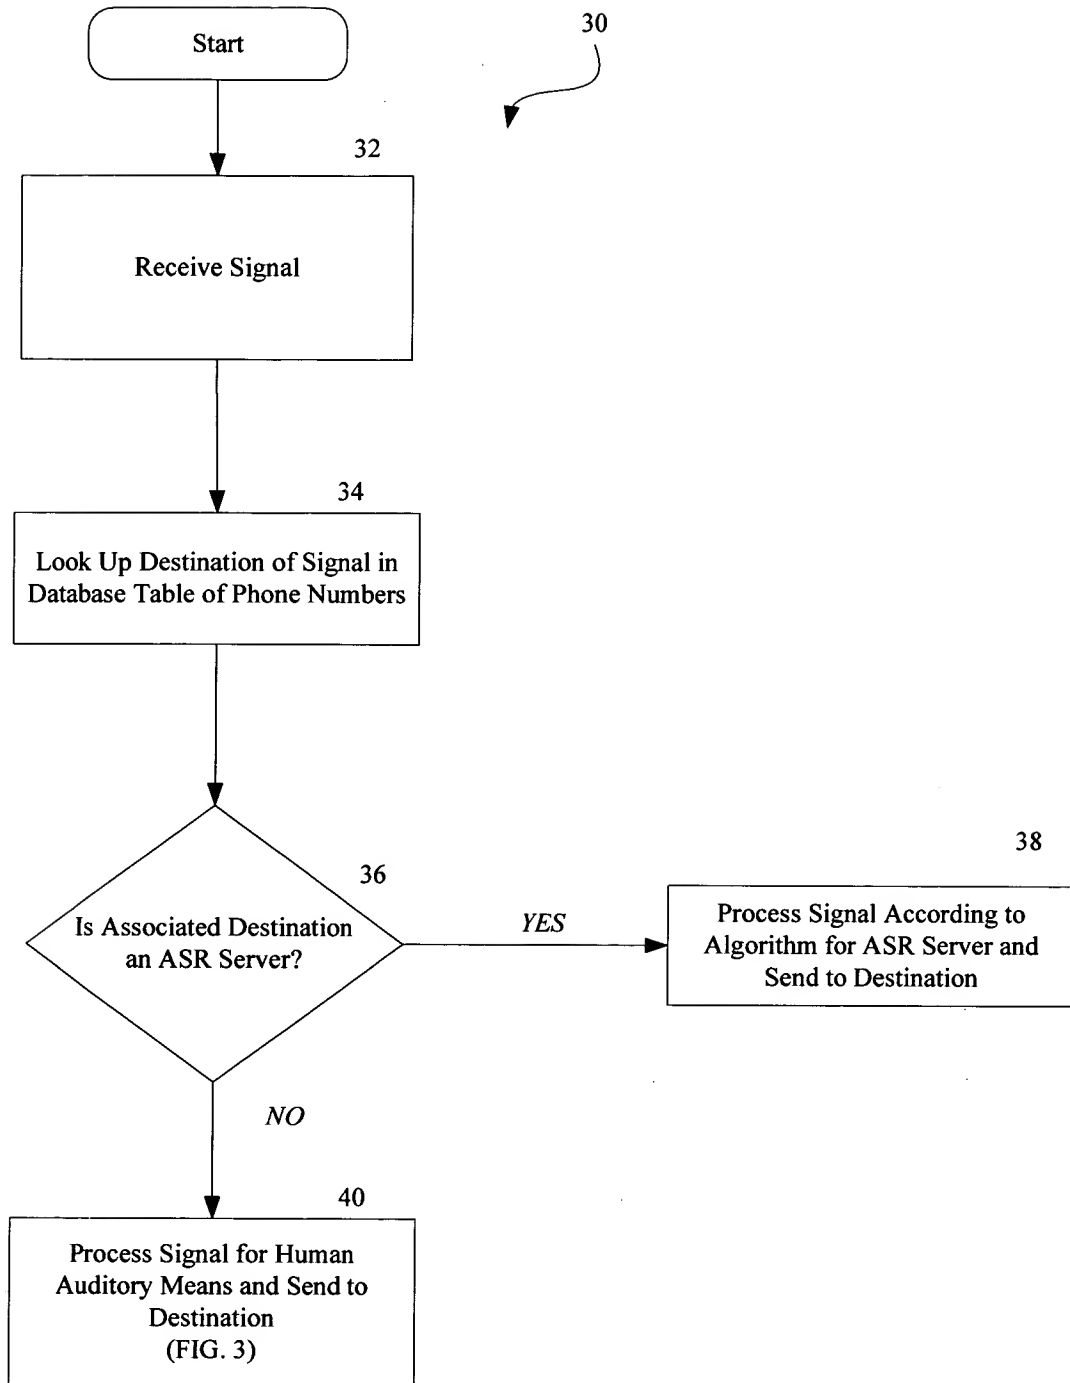 Start
30
32
Receive Signal
34
Look Up Destination of Signal in
Database Table of Phone Numbers
36
Is Associated Destination
an ASR Server?
YES
38
Process Signal According to
Algorithm for ASR Server and
Send to Destination
NO
40
Process Signal for Human
Auditory Means and Send to
Destination
(FIG. 3)